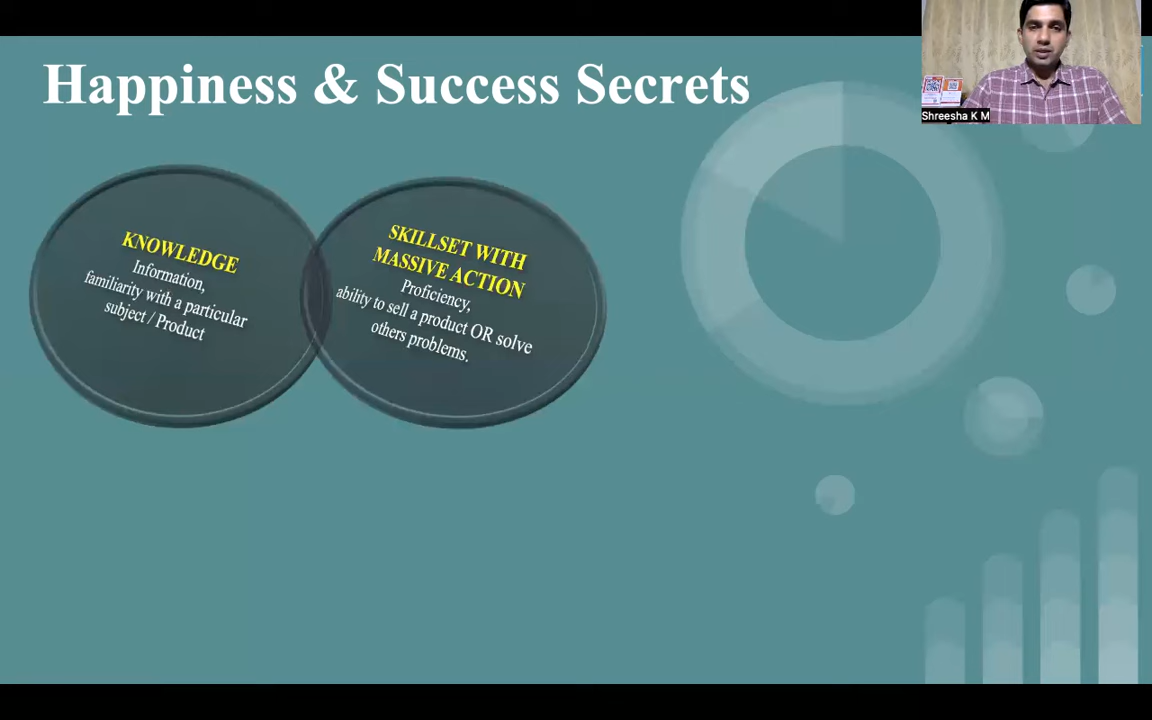 Happiness & Success Secrets
Shreesha K M
KNOWLEDGE
Information,
familiarity with a particular
subject / Product
SKILLSET WITH
MASSIVE ACTION
Proficiency,
ability to sell a product OR solve
others problems.